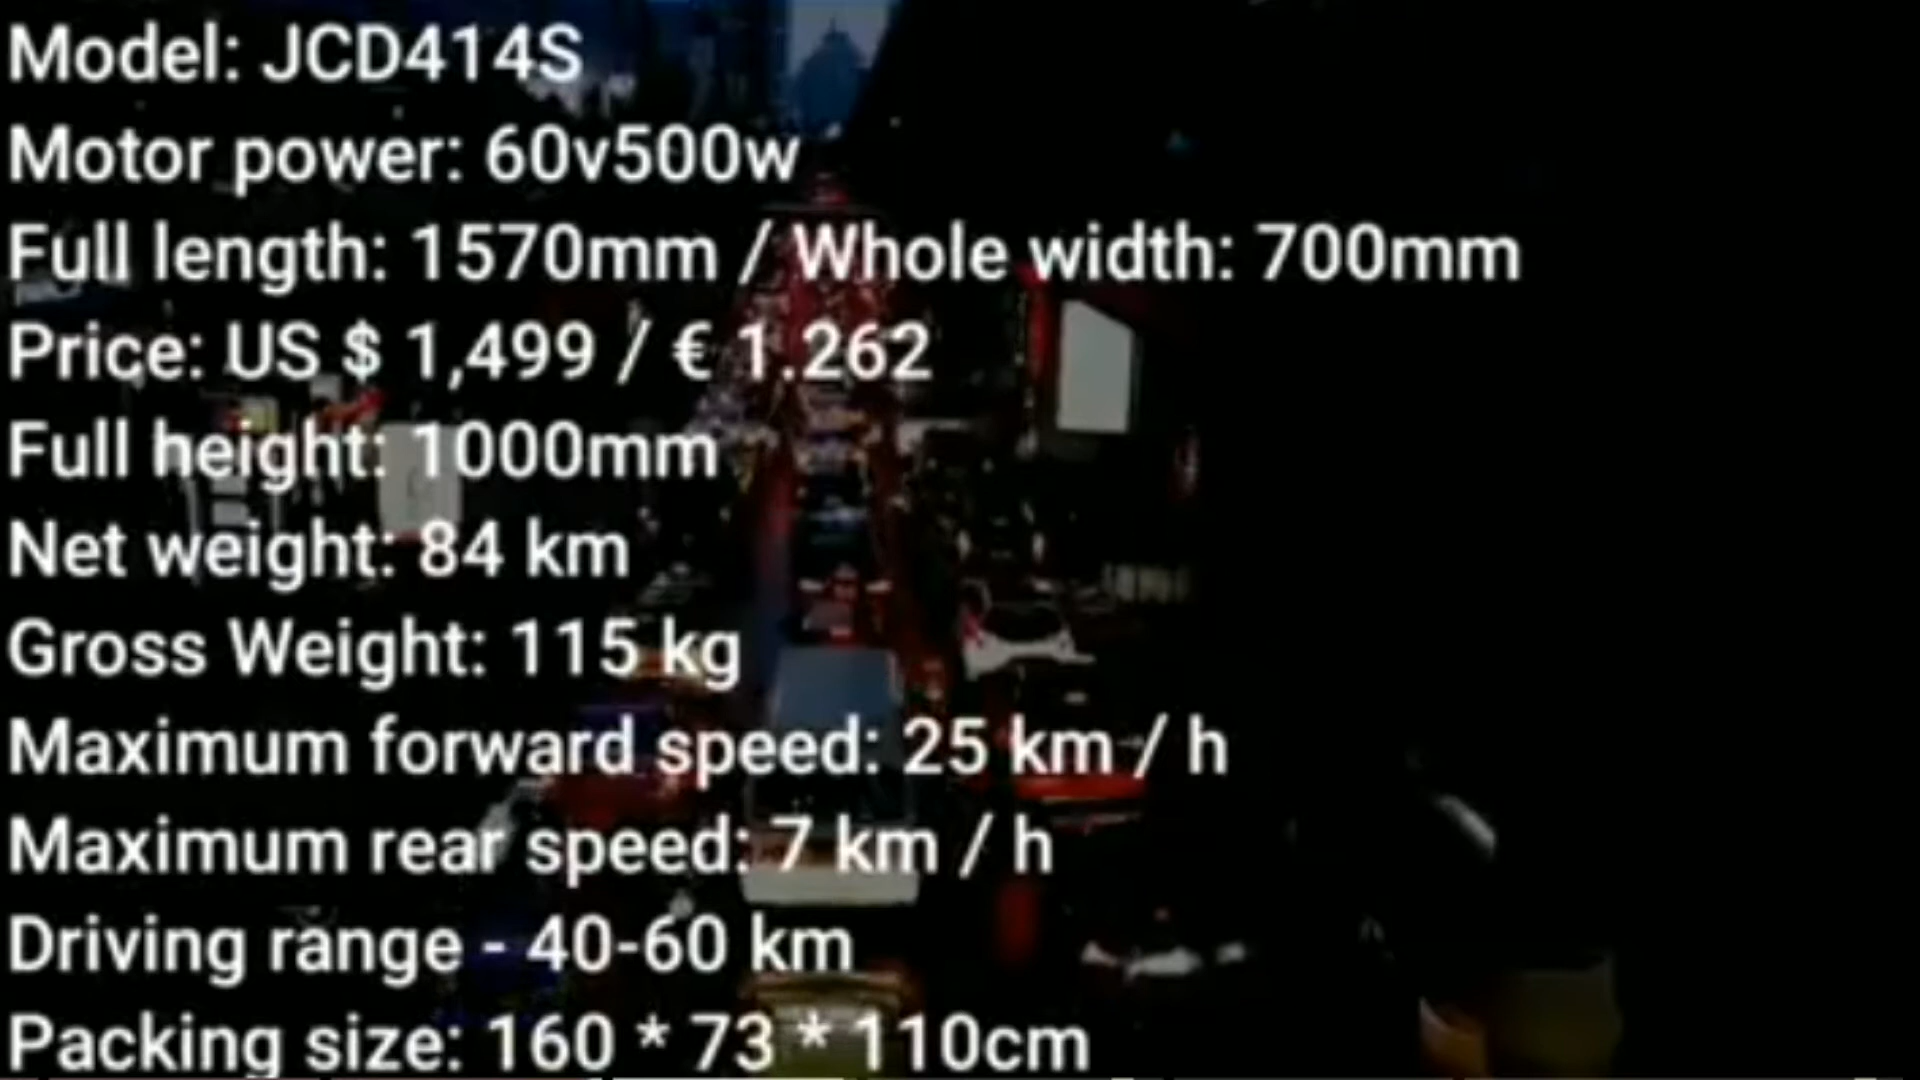 Model: JCD414S
Motor power: 60v500w
Full length: 1570mm / Whole width: 700mm
Price: US $ 1,499 / € 1.262
Full height: 1000mm
Net weight: 84 km
Gross Weight: 115 kg
Maximum forward speed: 25 km / h
Maximum rear speed: 7 km / h
Driving range - 40-60 km
Packing size: 160 * 73 * 110cm